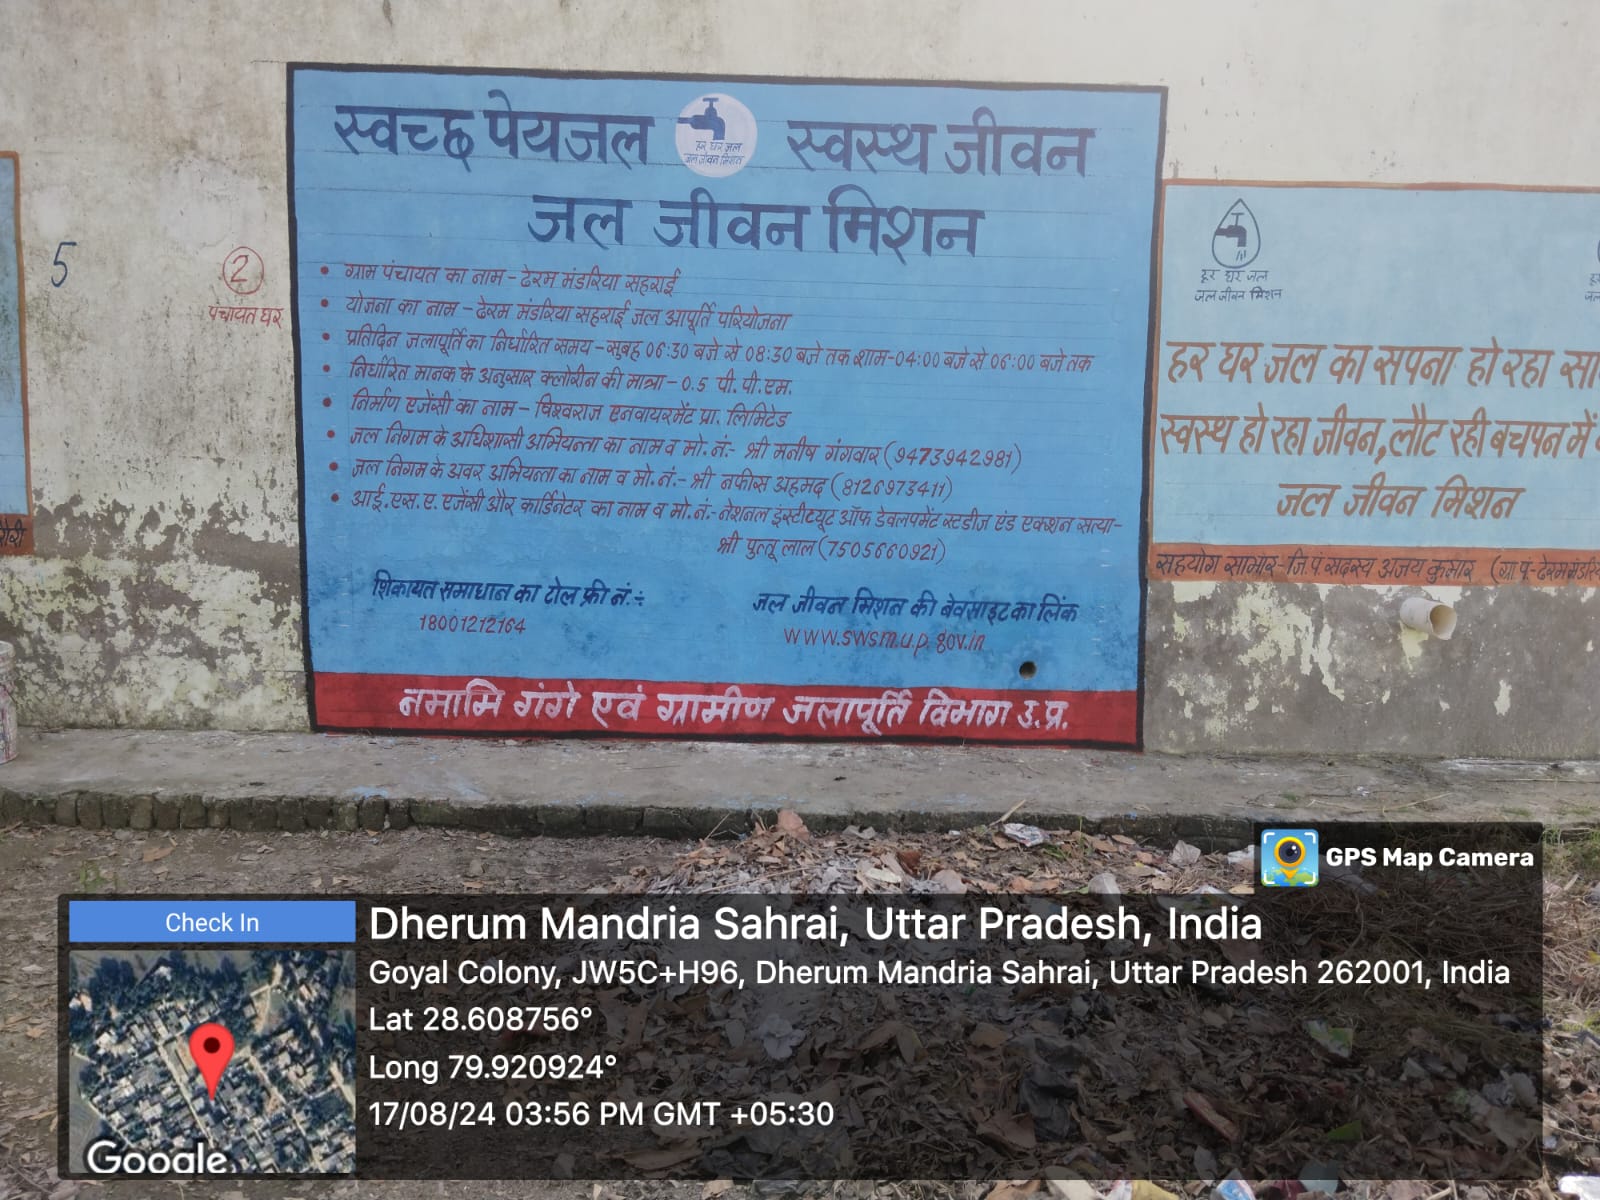 स्वच्छ पेयजल स्वस्थ जीवन
हर घर जल
जल जीवन मिशन
जल जीवन मिशन
• ग्राम पंचायत का नाम – ढेरम मंडरिया सहराई
• योजना का नाम – ढेरम मंडरिया सहराई जल आपूर्ति परियोजना
• प्रतिदिन जलापूर्ति का निर्धारित समय – सुबह 06:30 बजे से 08:30 बजे तक शाम-04:00 बजे से 06:00 बजे तक
• निर्धारित मानक के अनुसार क्लोरीन की मात्रा – 0.5 पी.पी.एम.
• निर्माण एजेंसी का नाम – विश्वराज एनवायरमेंट प्रा. लिमिटेड
• जल निगम के अधिशासी अभियन्ता का नाम व मो. नं:- श्री मनीष गंगवार (9473942981)
• जल निगम के अवर अभियन्ता का नाम व मो. नं.- श्री नफीस अहमद (8126973411)
• आई.एस.ए. एजेंसी और कार्डिनेटर का नाम व मो. नं.- नेशनल इंस्टीट्यूट ऑफ डेवलपमेंट स्टडीज एंड एक्शन सत्या-
श्री पुत्तू लाल (7505660921)
शिकायत समाधान का टोल फ्री नं.:-
18001212164
जल जीवन मिशन की वेबसाइट का लिंक
www.swsm.u.p.gov.in
नमामि गंगे एवं ग्रामीण जलापूर्ति विभाग उ.प्र.
5
2
पंचायत घर
हर घर जल
जल जीवन मिशन
हर घर जल का सपना हो रहा
स्वस्थ हो रहा जीवन, लौट रही बचपन में
जल जीवन मिशन
सहयोग साभार-जि.पं सदस्य अजय कुमार
GPS Map Camera
Check In
Dherum Mandria Sahrai, Uttar Pradesh, India
Goyal Colony, JW5C+H96, Dherum Mandria Sahrai, Uttar Pradesh 262001, India
Lat 28.608756°
Long 79.920924°
17/08/24 03:56 PM GMT +05:30
Google